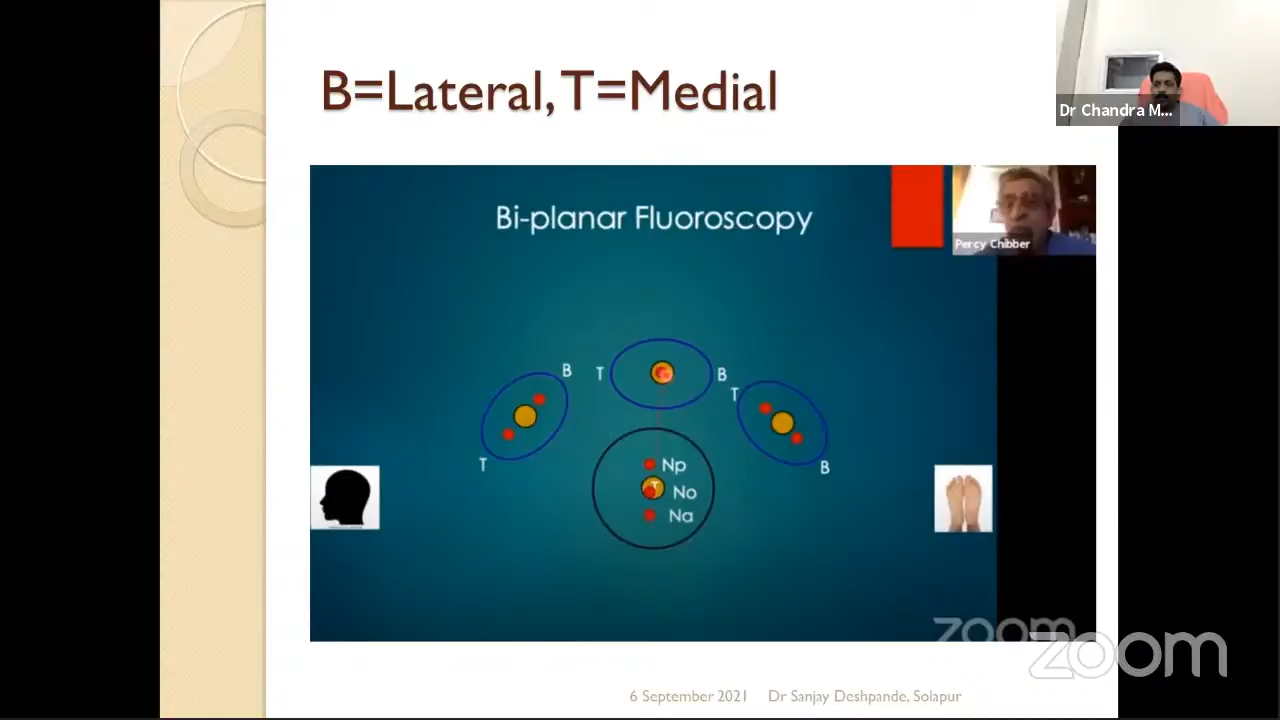 B=Lateral, T=Medial
Dr Chandra M...
Bi-planar Fluoroscopy
Percy Chibber
B
T
B
T
T
B
Np
T
No
Na
zoom
zoom
6 September 2021 Dr Sanjay Deshpande, Solapur